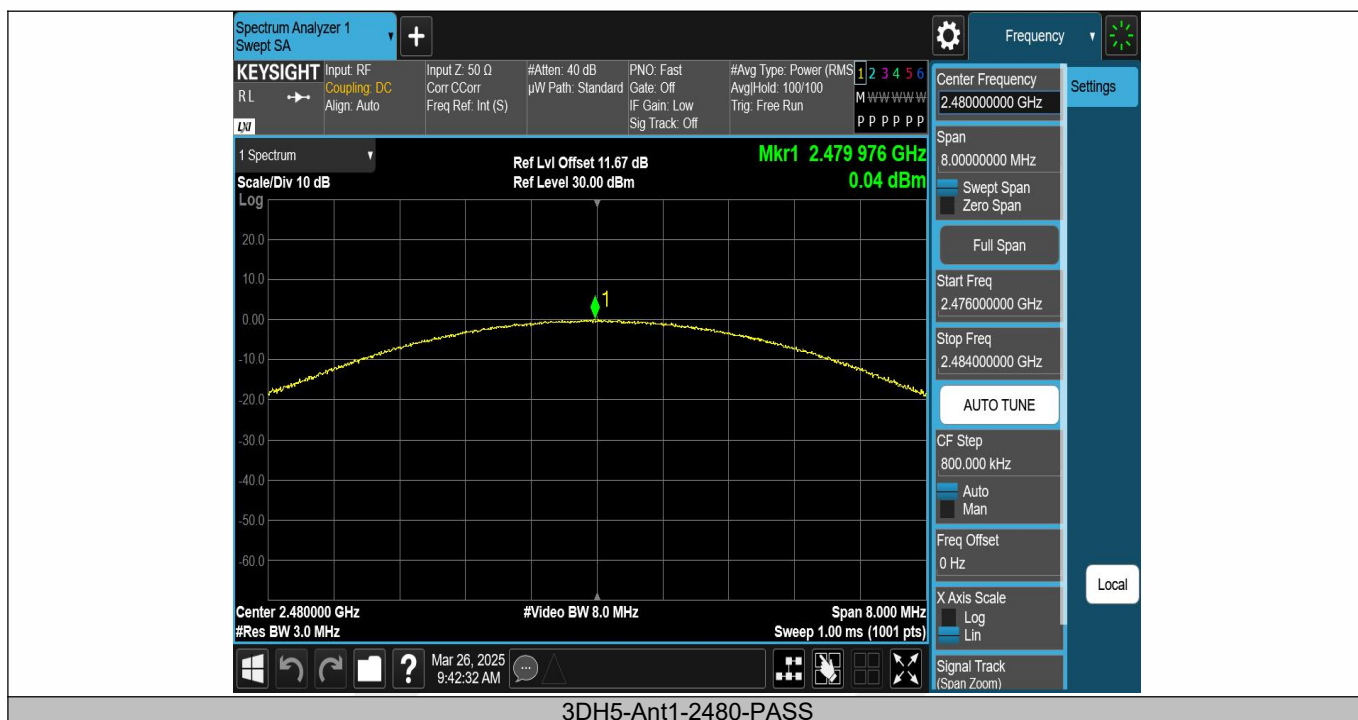 Spectrum Analyzer 1
Swept SA
+
Frequency
KEYSIGHT
RL
LXI
Input: RF
Coupling: DC
Align: Auto
Input Z: 50 Ω
Corr CCorr
Freq Ref: Int (S)
#Atten: 40 dB
µW Path: Standard
PNO: Fast
Gate: Off
IF Gain: Low
Sig Track: Off
#Avg Type: Power (RMS
Avg|Hold: 100/100
Trig: Free Run
1 2 3 4 5 6
M W W W W W
P P P P P P
1 Spectrum
Scale/Div 10 dB
Log
Ref Lvl Offset 11.67 dB
Ref Level 30.00 dBm
Mkr1 2.479 976 GHz
0.04 dBm
20.0
10.0
0.00
-10.0
-20.0
-30.0
-40.0
-50.0
-60.0
1
Center 2.480000 GHz
#Res BW 3.0 MHz
#Video BW 8.0 MHz
Span 8.000 MHz
Sweep 1.00 ms (1001 pts)
Center Frequency
2.480000000 GHz
Settings
Span
8.00000000 MHz
Swept Span
Zero Span
Full Span
Start Freq
2.476000000 GHz
Stop Freq
2.484000000 GHz
AUTO TUNE
CF Step
800.000 kHz
Auto
Man
Freq Offset
0 Hz
X Axis Scale
Log
Lin
Local
Signal Track
(Span Zoom)
?
Mar 26, 2025
9:42:32 AM
3DH5-Ant1-2480-PASS